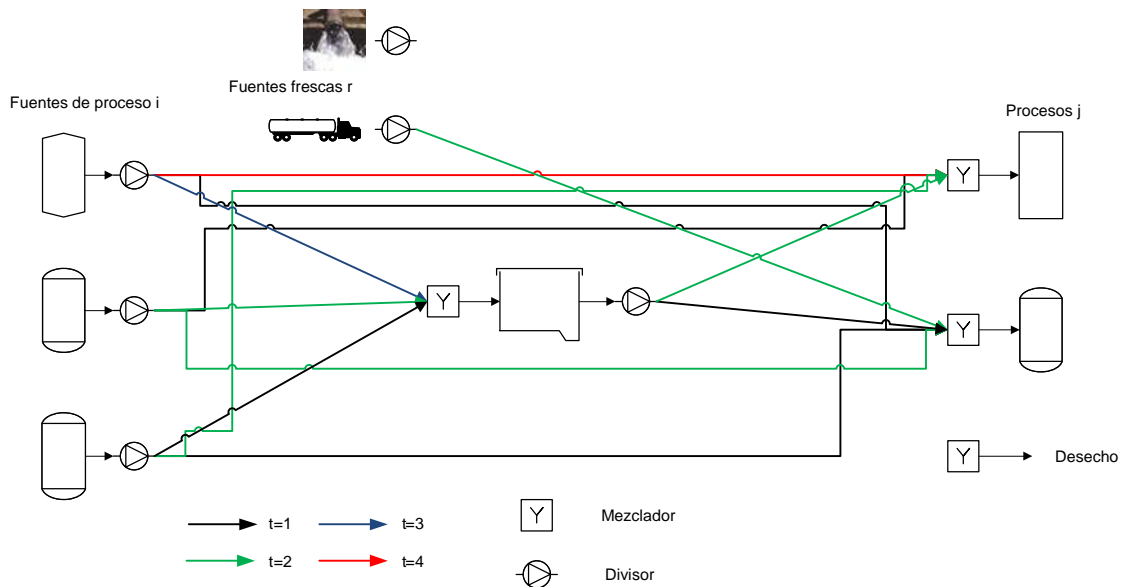 Fuentes frescas r
Fuentes de proceso i
Procesos j
Y
Y
Y
Y
Desecho
t=1
t=3
Y
Mezclador
t=2
t=4
Divisor